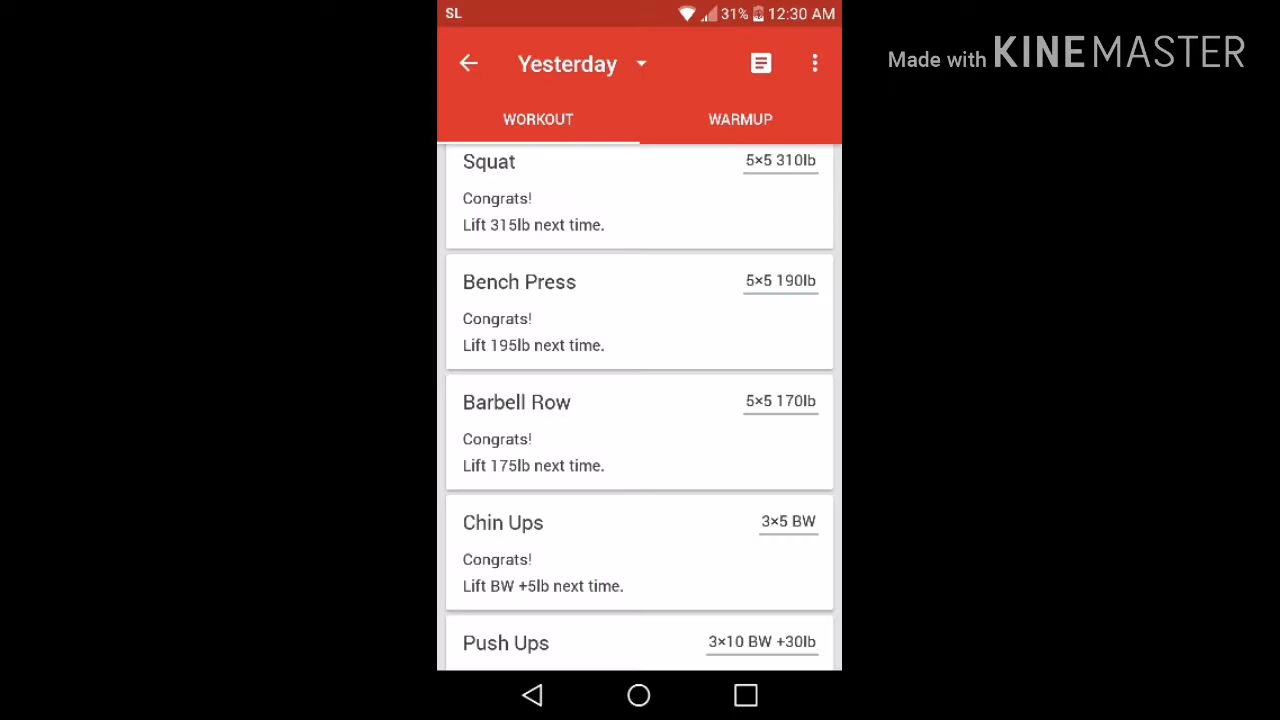 SL 31% 12:30 AM
Made with KINEMASTER
Yesterday
WORKOUT WARMUP
Squat 5×5 310lb
Congrats!
Lift 315lb next time.
Bench Press 5×5 190lb
Congrats!
Lift 195lb next time.
Barbell Row 5×5 170lb
Congrats!
Lift 175lb next time.
Chin Ups 3×5 BW
Congrats!
Lift BW +5lb next time.
Push Ups 3×10 BW +30lb